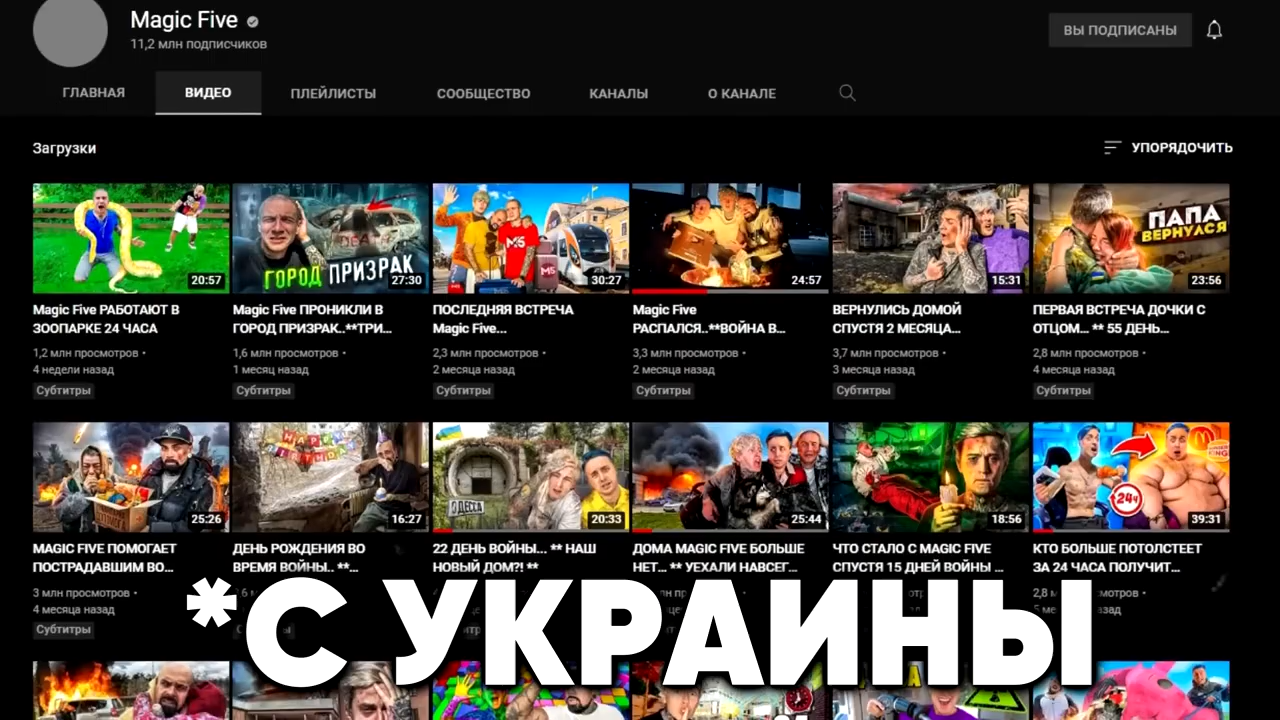 Magic Five
11,2 млн подписчиков
ВЫ ПОДПИСАНЫ
ГЛАВНАЯ ВИДЕО ПЛЕЙЛИСТЫ СООБЩЕСТВО КАНАЛЫ О КАНАЛЕ
Загрузки
УПОРЯДОЧИТЬ
M5
M5
ГОРОД ПРИЗРАК
ПАПА
ВЕРНУЛСЯ
20:57 27:30 30:27 24:57 15:31 23:56
Magic Five РАБОТАЮТ В
ЗООПАРКЕ 24 ЧАСА
1,2 млн просмотров •
4 недели назад
Субтитры
Magic Five ПРОНИКЛИ В
ГОРОД ПРИЗРАК..**ТРИ...
1,6 млн просмотров •
1 месяц назад
Субтитры
ПОСЛЕДНЯЯ ВСТРЕЧА
Magic Five...
2,3 млн просмотров •
2 месяца назад
Субтитры
Magic Five
РАСПАЛСЯ..**ВОЙНА В...
3,3 млн просмотров •
2 месяца назад
Субтитры
ВЕРНУЛИСЬ ДОМОЙ
СПУСТЯ 2 МЕСЯЦА...
3,7 млн просмотров •
3 месяца назад
Субтитры
ПЕРВАЯ ВСТРЕЧА ДОЧКИ С
ОТЦОМ... ** 55 ДЕНЬ...
2,8 млн просмотров •
4 месяца назад
Субтитры
ОДЕССА
24Ч
25:26 16:27 20:33 25:44 18:56 39:31
MAGIC FIVE ПОМОГАЕТ
ПОСТРАДАВШИМ ВО...
3 млн просмотров •
4 месяца назад
Субтитры
ДЕНЬ РОЖДЕНИЯ ВО
ВРЕМЯ ВОЙНЫ.. **...
22 ДЕНЬ ВОЙНЫ... ** НАШ
НОВЫЙ ДОМ?! **
ДОМА MAGIC FIVE БОЛЬШЕ
НЕТ... ** УЕХАЛИ НАВСЕГ...
ЧТО СТАЛО С MAGIC FIVE
СПУСТЯ 15 ДНЕЙ ВОЙНЫ ...
КТО БОЛЬШЕ ПОТОЛСТЕЕТ
ЗА 24 ЧАСА ПОЛУЧИТ...
*С УКРАИНЫ